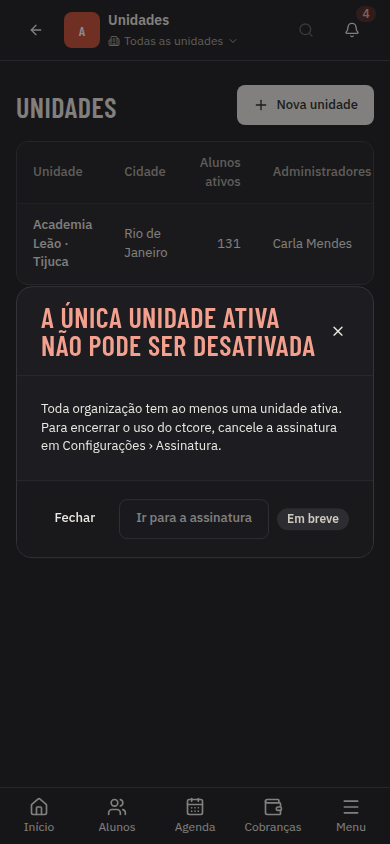 A
Unidades
Todas as unidades
4
UNIDADES
Nova unidade
Unidade
Cidade
Alunos
ativos
Administradores
Academia
Leão ·
Tijuca
Rio de
Janeiro
131
Carla Mendes
A ÚNICA UNIDADE ATIVA
NÃO PODE SER DESATIVADA
Toda organização tem ao menos uma unidade ativa.
Para encerrar o uso do ctcore, cancele a assinatura
em Configurações › Assinatura.
Fechar
Ir para a assinatura
Em breve
Início
Alunos
Agenda
Cobranças
Menu